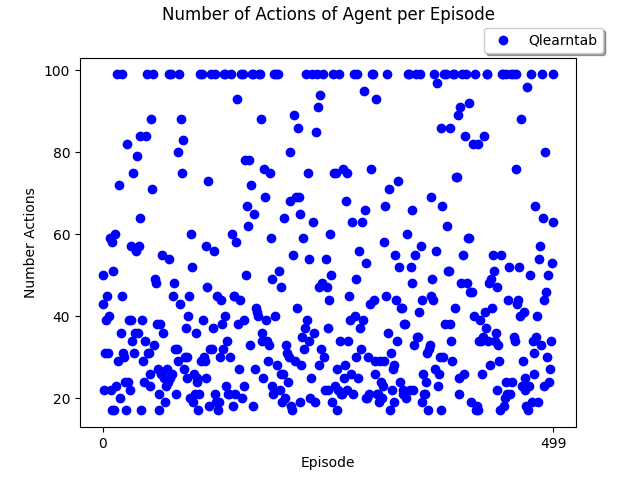 Number of Actions of Agent per Episode
Qlearntab
100
80
60
40
20
Number Actions
0 499
Episode